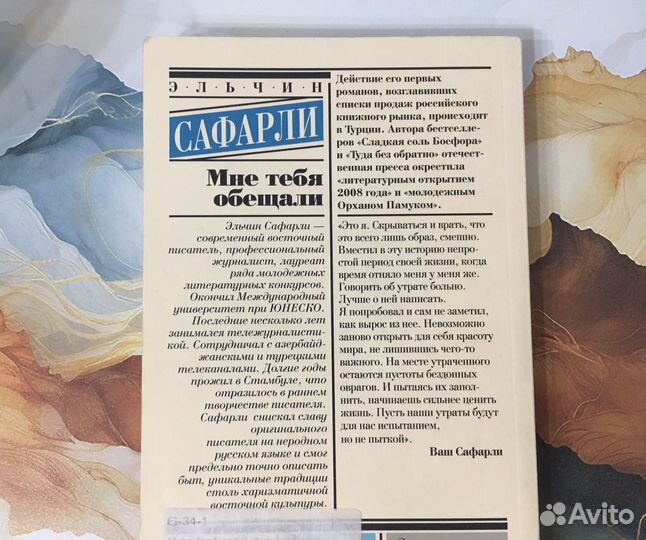 Э·Л·Ь·Ч·И·Н
САФАРЛИ
Мне тебя
обещали
Эльчин Сафарли —
современный восточный
писатель, профессиональный
журналист, лауреат
ряда молодежных
литературных конкурсов.
Окончил Международный
университет при ЮНЕСКО.
Последние несколько лет
занимался тележурналисти-
кой. Сотрудничал с азербайд-
жанскими и турецкими
телеканалами. Долгие годы
прожил в Стамбуле, что
отразилось в раннем
творчестве писателя.
Сафарли снискал славу
оригинального
писателя на неродном
русском языке и смог
предельно точно описать
быт, уникальные традиции
столь харизматичной
восточной культуры.
Действие его первых
романов, возглавивших
списки продаж российского
книжного рынка, происходит
в Турции. Автора бестселле-
ров «Сладкая соль Босфора»
и «Туда без обратно» отечест-
венная пресса окрестила
«литературным открытием
2008 года» и «молодежным
Орханом Памуком».
«Это я. Скрываться и врать, что
это всего лишь образ, смешно.
Вместил в эту историю непро-
стой период своей жизни, когда
время отняло меня у меня же.
Говорить об утрате больно.
Лучше о ней написать.
Я попробовал и сам не заметил,
как вырос из нее. Невозможно
заново открыть для себя красоту
мира, не лишившись чего-то
важного. На месте утраченного
остаются пустоты бездонных
оврагов. И пытаясь их запол-
нить, начинаешь сильнее ценить
жизнь. Пусть наши утраты будут
для нас испытанием,
но не пыткой».
Ваш Сафарли
6-34-1
Avito